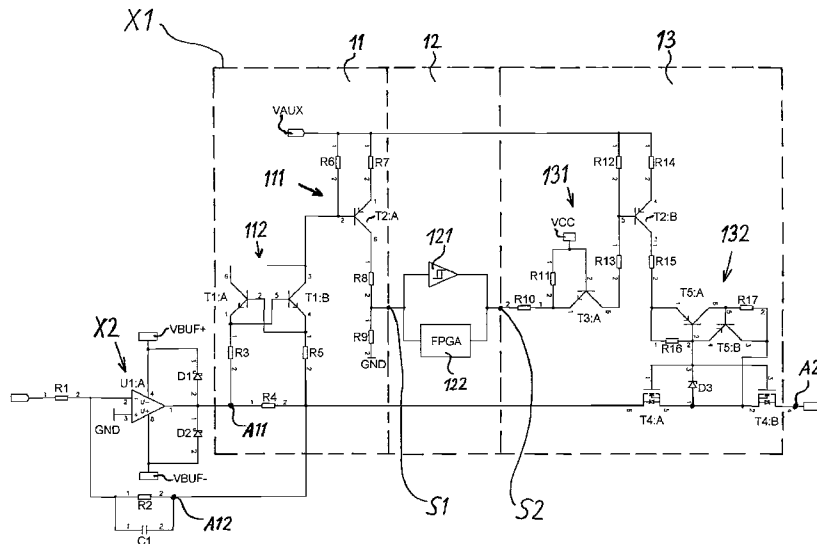 X1
11
12
13
VAUX
R6
R7
R12
R14
111
131
T2:A
T2:B
VCC
112
121
132
R8
R11
R13
R15
T1:A
T1:B
R10
T3:A
T5:A
R17
X2
VBUF+
R3
R5
R9
GND
FPGA
122
R16
T5:B
U1:A
D1
R1
R4
D3
A2
GND
D2
A11
T4:A
T4:B
VBUF-
S1
S2
R2
A12
C1